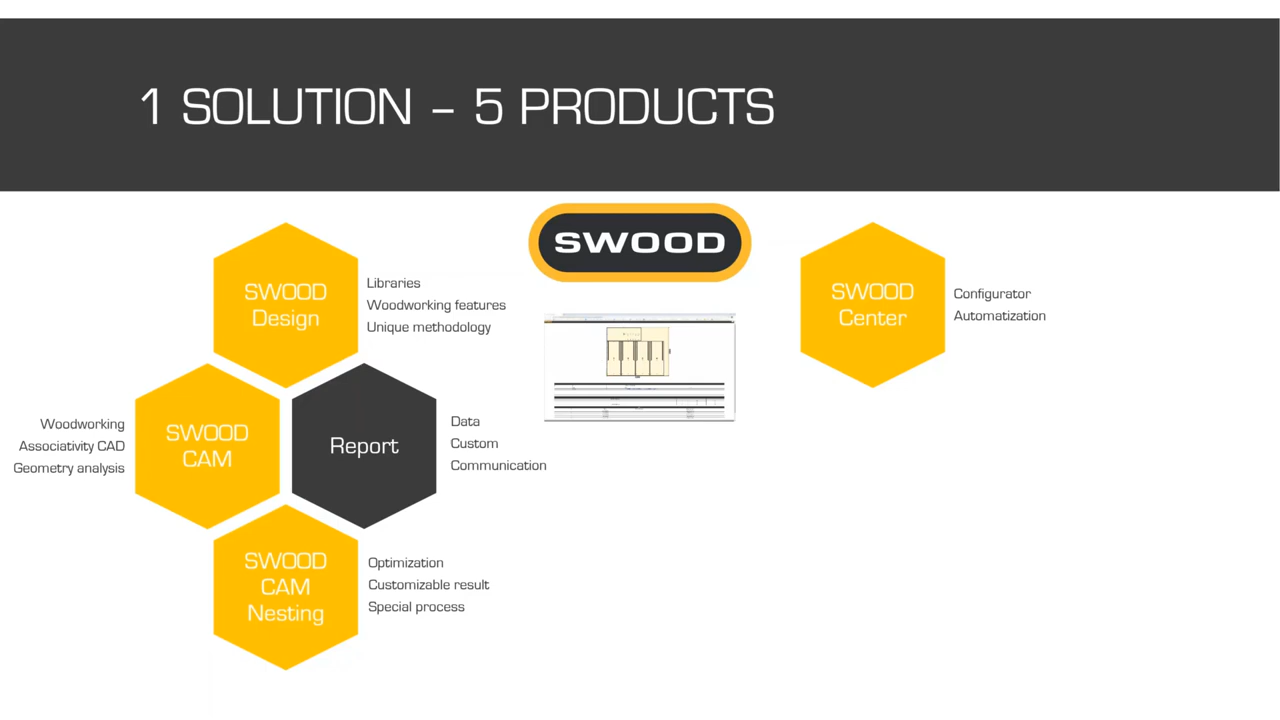 1 SOLUTION – 5 PRODUCTS
SWOOD
SWOOD
Design
Libraries
Woodworking features
Unique methodology
SWOOD
Center
Configurator
Automatization
Woodworking
Associativity CAD
Geometry analysis
SWOOD
CAM
Report
Data
Custom
Communication
SWOOD
CAM
Nesting
Optimization
Customizable result
Special process